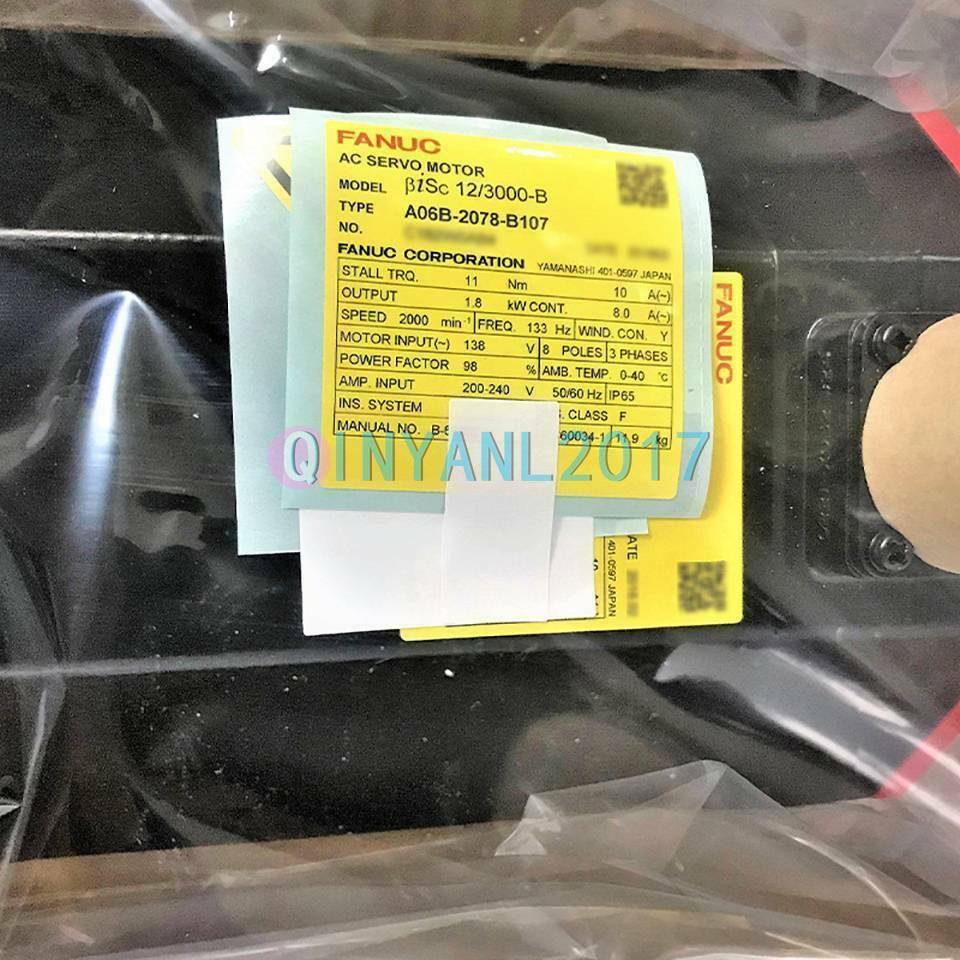 FANUC
AC SERVO MOTOR
MODEL βiSc 12/3000-B
TYPE A06B-2078-B107
NO.
FANUC CORPORATION YAMANASHI 401-0597 JAPAN
STALL TRQ. 11 Nm 10 A(~)
OUTPUT 1.8 kW CONT. 8.0 A(~)
SPEED 2000 min⁻¹ FREQ. 133 Hz WIND. CON. Y
MOTOR INPUT(~) 138 V 8 POLES 3 PHASES
POWER FACTOR 98 % AMB. TEMP. 0-40 ℃
AMP. INPUT 200-240 V 50/60 Hz IP65
INS. SYSTEM CLASS F
MANUAL NO. B-6 60034-1 11.9 kg
QINYANL2017
FANUC
ATE
401-0597 JAPAN